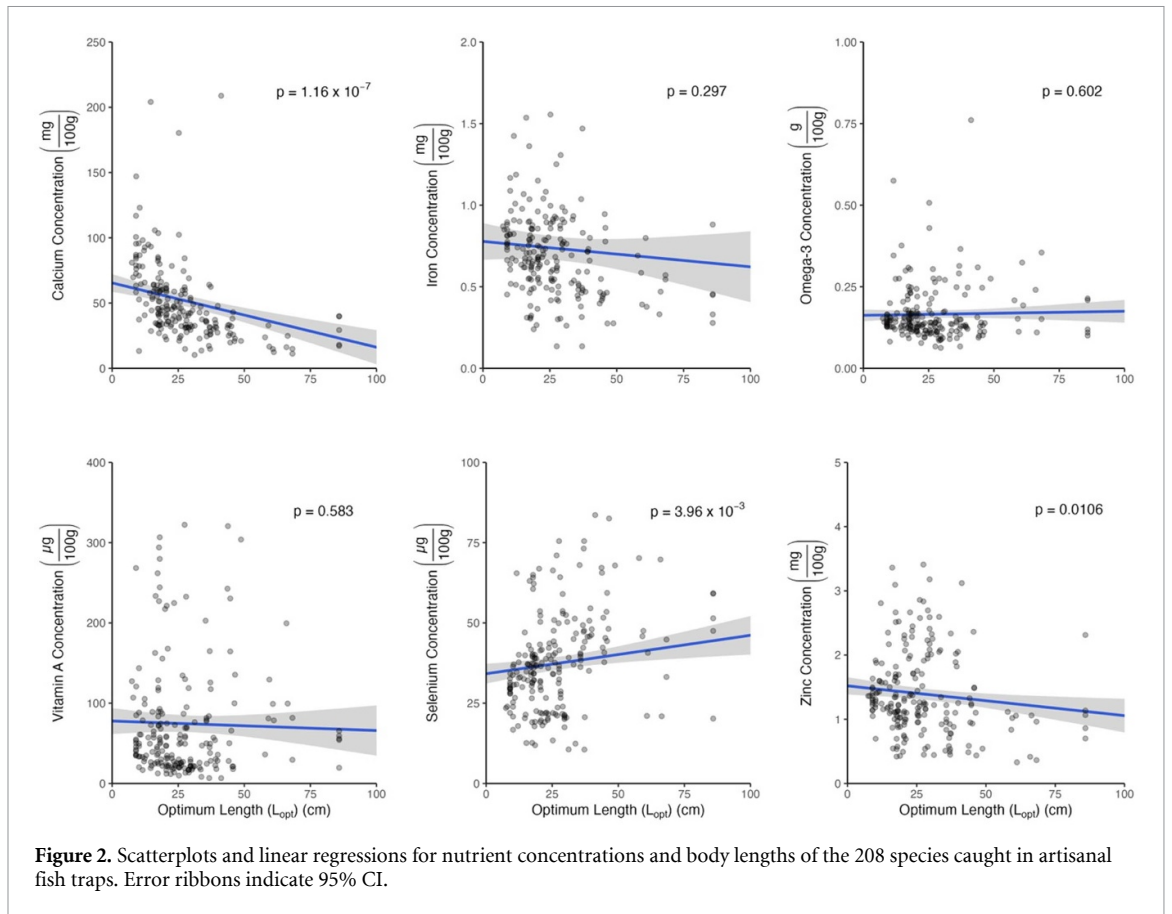 250
200
150
100
50
0
Calcium Concentration (mg/100g)
p = 1.16 x 10⁻⁷
0 25 50 75 100
2.0
1.5
1.0
0.5
0.0
Iron Concentration (mg/100g)
p = 0.297
0 25 50 75 100
1.00
0.75
0.50
0.25
0.00
Omega-3 Concentration (g/100g)
p = 0.602
0 25 50 75 100
400
300
200
100
0
Vitamin A Concentration (μg/100g)
p = 0.583
0 25 50 75 100
Optimum Length (Lopt) (cm)
100
75
50
25
0
Selenium Concentration (μg/100g)
p = 3.96 x 10⁻³
0 25 50 75 100
Optimum Length (Lopt) (cm)
5
4
3
2
1
0
Zinc Concentration (mg/100g)
p = 0.0106
0 25 50 75 100
Optimum Length (Lopt) (cm)
Figure 2. Scatterplots and linear regressions for nutrient concentrations and body lengths of the 208 species caught in artisanal
fish traps. Error ribbons indicate 95% CI.